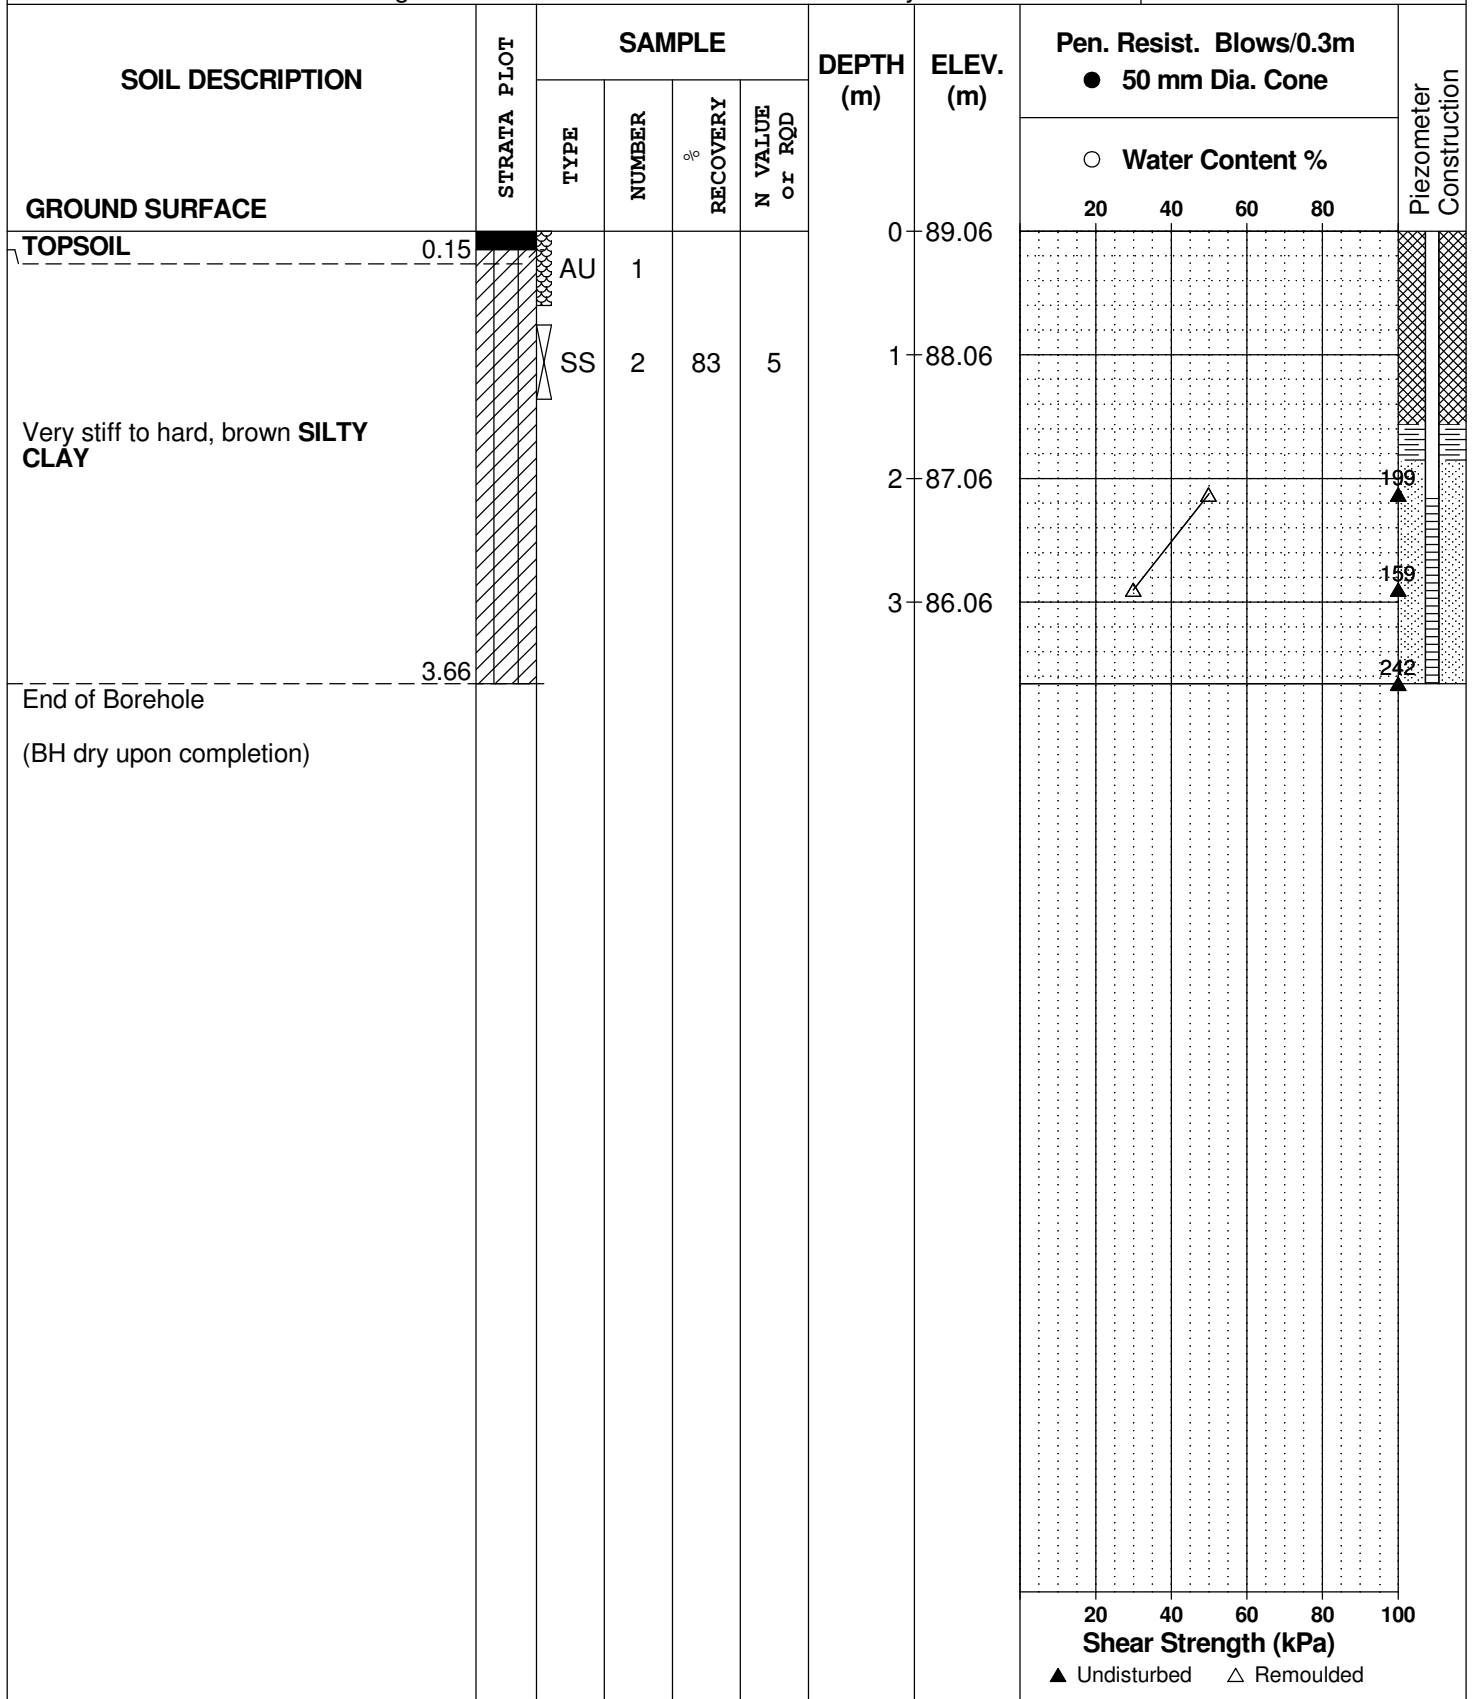 SOIL DESCRIPTION
GROUND SURFACE
STRATA PLOT
SAMPLE
TYPE
NUMBER
%
RECOVERY
N VALUE
or RQD
DEPTH
(m)
ELEV.
(m)
Pen. Resist. Blows/0.3m
● 50 mm Dia. Cone
○ Water Content %
20 40 60 80
Piezometer
Construction
TOPSOIL 0.15
AU 1
0 89.06
SS 2 83 5
1 88.06
Very stiff to hard, brown SILTY
CLAY
2 87.06
199
159
3 86.06
3.66
242
End of Borehole
(BH dry upon completion)
20 40 60 80 100
Shear Strength (kPa)
▲ Undisturbed △ Remoulded